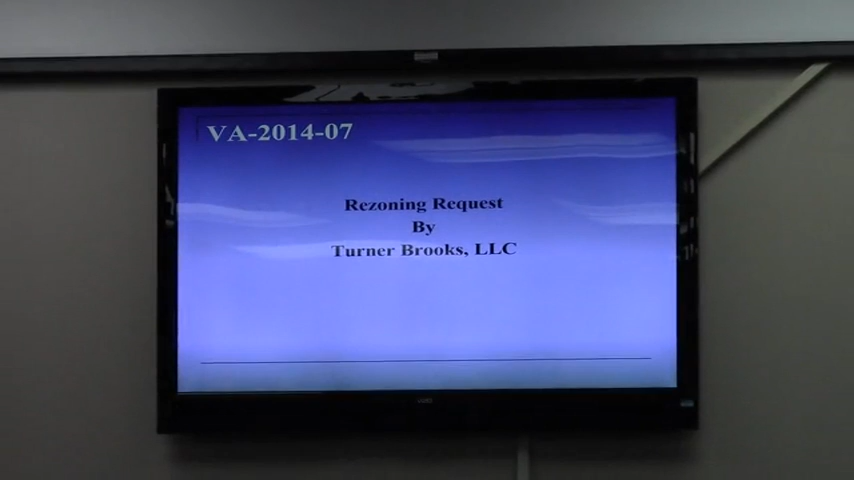 VA-2014-07
Rezoning Request
By
Turner Brooks, LLC